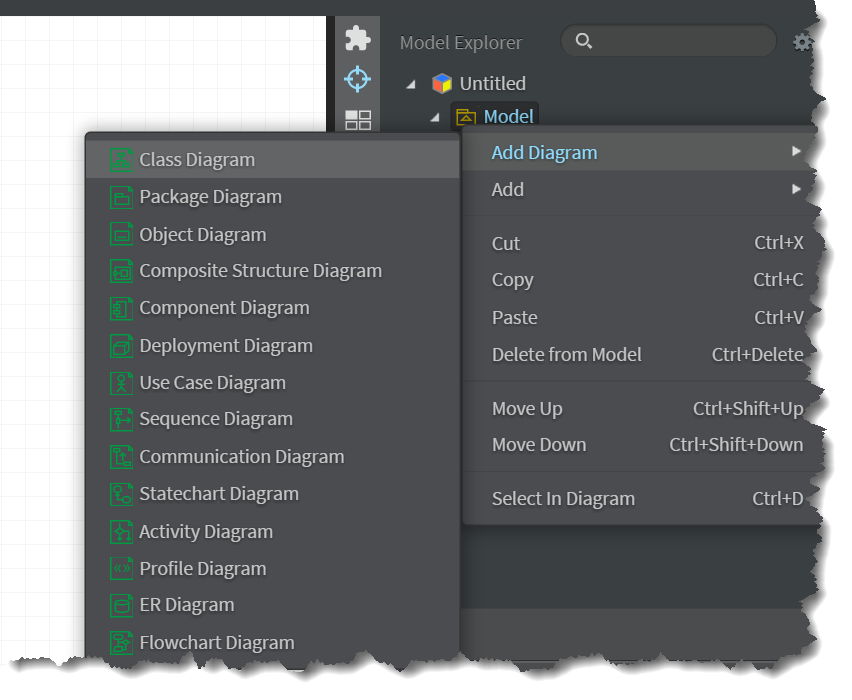 Model Explorer
Untitled
Model
Add Diagram
Add
Cut Ctrl+X
Copy Ctrl+C
Paste Ctrl+V
Delete from Model Ctrl+Delete
Move Up Ctrl+Shift+Up
Move Down Ctrl+Shift+Down
Select In Diagram Ctrl+D
Class Diagram
Package Diagram
Object Diagram
Composite Structure Diagram
Component Diagram
Deployment Diagram
Use Case Diagram
Sequence Diagram
Communication Diagram
Statechart Diagram
Activity Diagram
Profile Diagram
ER Diagram
Flowchart Diagram